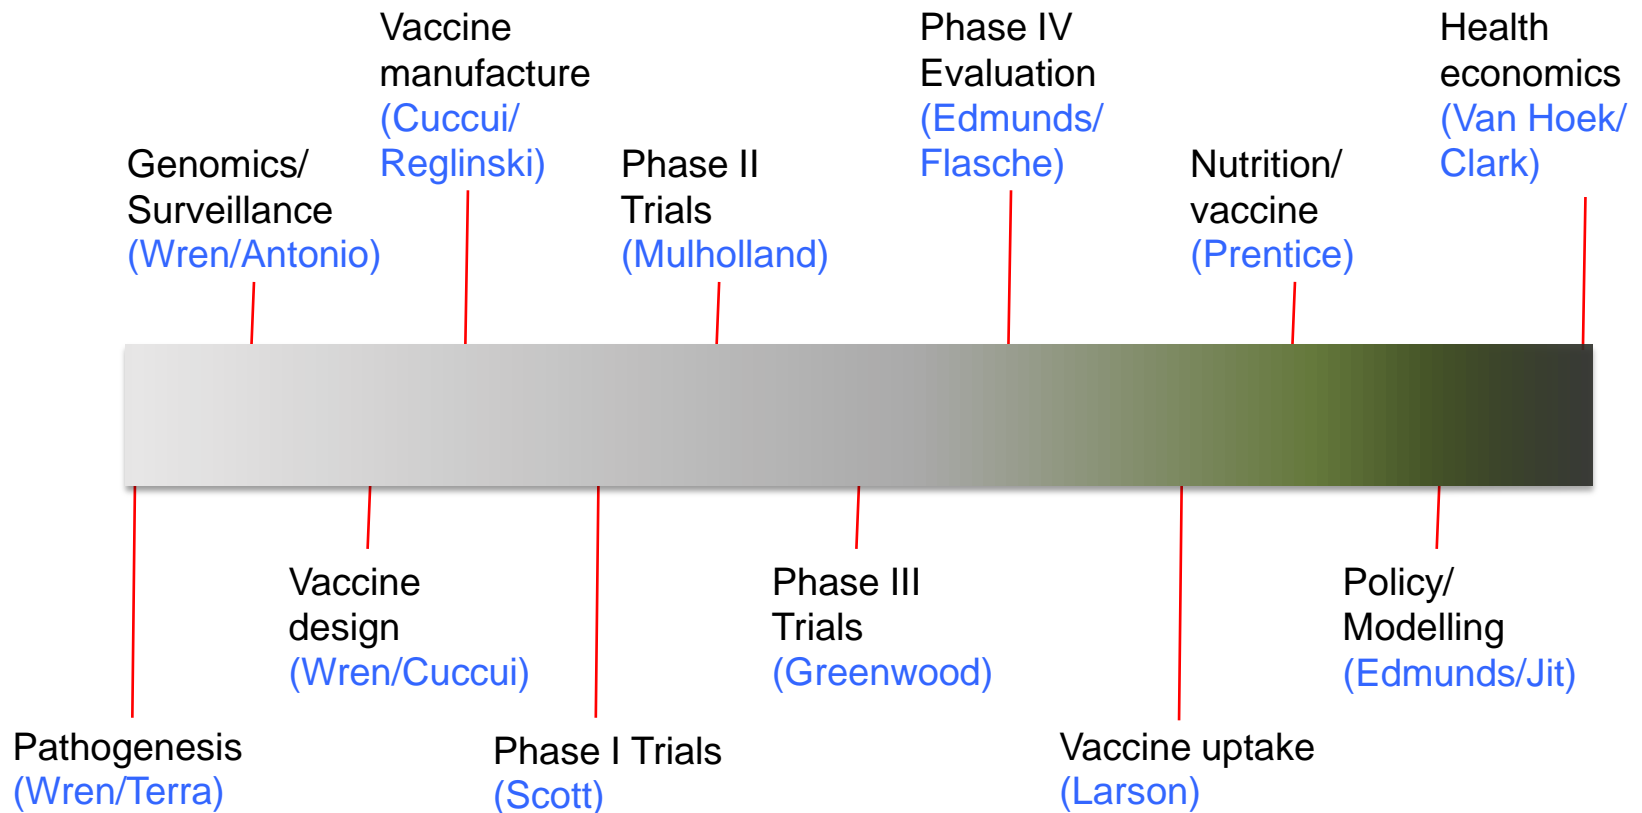 Vaccine
manufacture
(Cuccui/
Reglinski)
Phase IV
Evaluation
(Edmunds/
Flasche)
Health
economics
(Van Hoek/
Clark)
Genomics/
Surveillance
(Wren/Antonio)
Phase II
Trials
(Mulholland)
Nutrition/
vaccine
(Prentice)
Vaccine
design
(Wren/Cuccui)
Phase III
Trials
(Greenwood)
Policy/
Modelling
(Edmunds/Jit)
Pathogenesis
(Wren/Terra)
Phase I Trials
(Scott)
Vaccine uptake
(Larson)